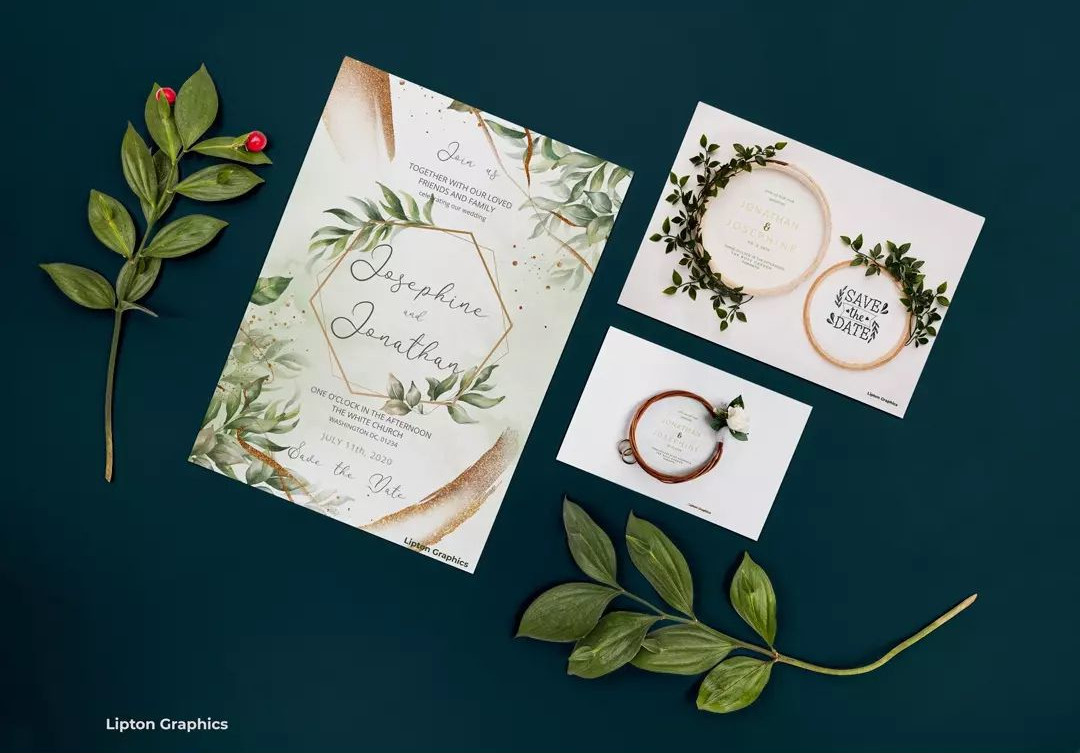 Join us
TOGETHER WITH OUR LOVED
FRIENDS AND FAMILY
celebrating our wedding
Josephine
and
Jonathan
ONE O'CLOCK IN THE AFTERNOON
THE WHITE CHURCH
WASHINGTON DC, 01234
JULY 11th, 2020
Save the Date
Lipton Graphics
JONATHAN
&
JOSEPHINE
SAVE
the
DATE
Lipton Graphics
JONATHAN
&
JOSEPHINE
Lipton Graphics
Lipton Graphics